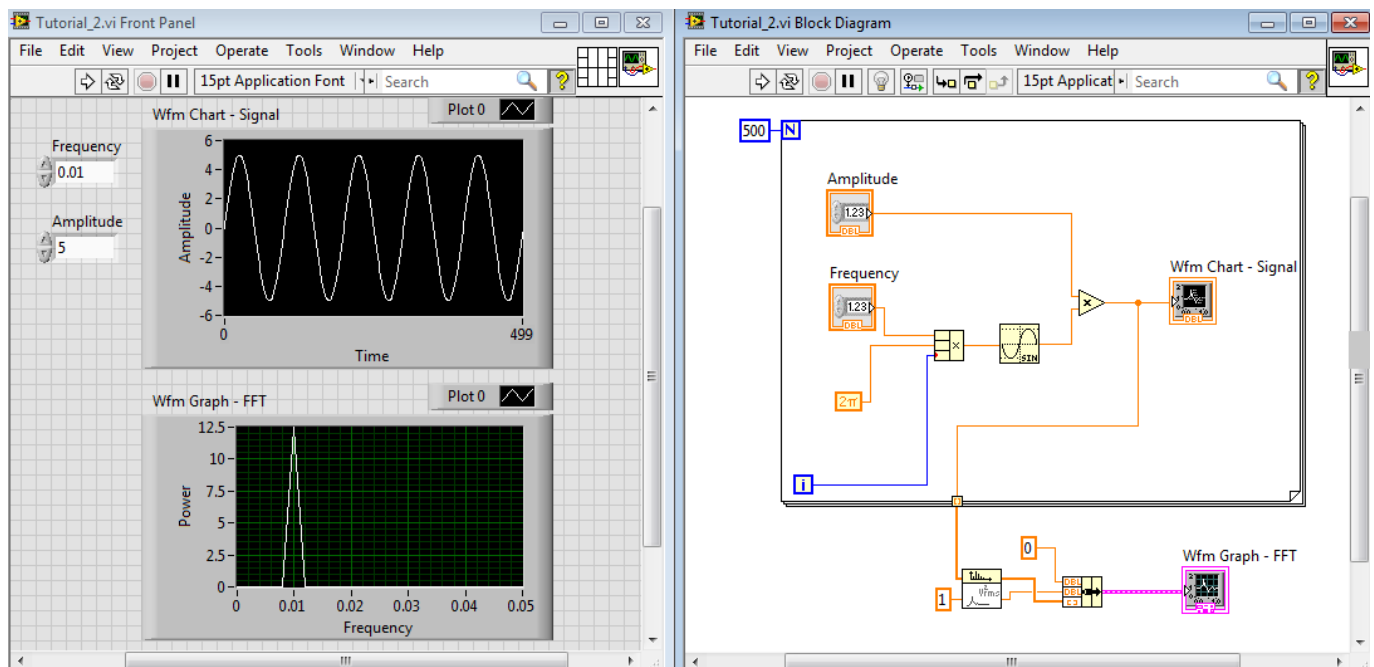 Tutorial_2.vi Front Panel
File Edit View Project Operate Tools Window Help
15pt Application Font Search
Wfm Chart - Signal
Plot 0
Frequency
0.01
Amplitude
5
Amplitude
6
4
2
0
-2
-4
-6
0 499
Time
Wfm Graph - FFT
Plot 0
Power
12.5
10
7.5
5
2.5
0
0 0.01 0.02 0.03 0.04 0.05
Frequency
Tutorial_2.vi Block Diagram
File Edit View Project Operate Tools Window Help
15pt Applicat Search
500 N
Amplitude
1.23
DBL
Frequency
1.23
DBL
2π
i
SIN
x
x
Wfm Chart - Signal
DBL
0
1
Vrms
DBL
DBL
Wfm Graph - FFT